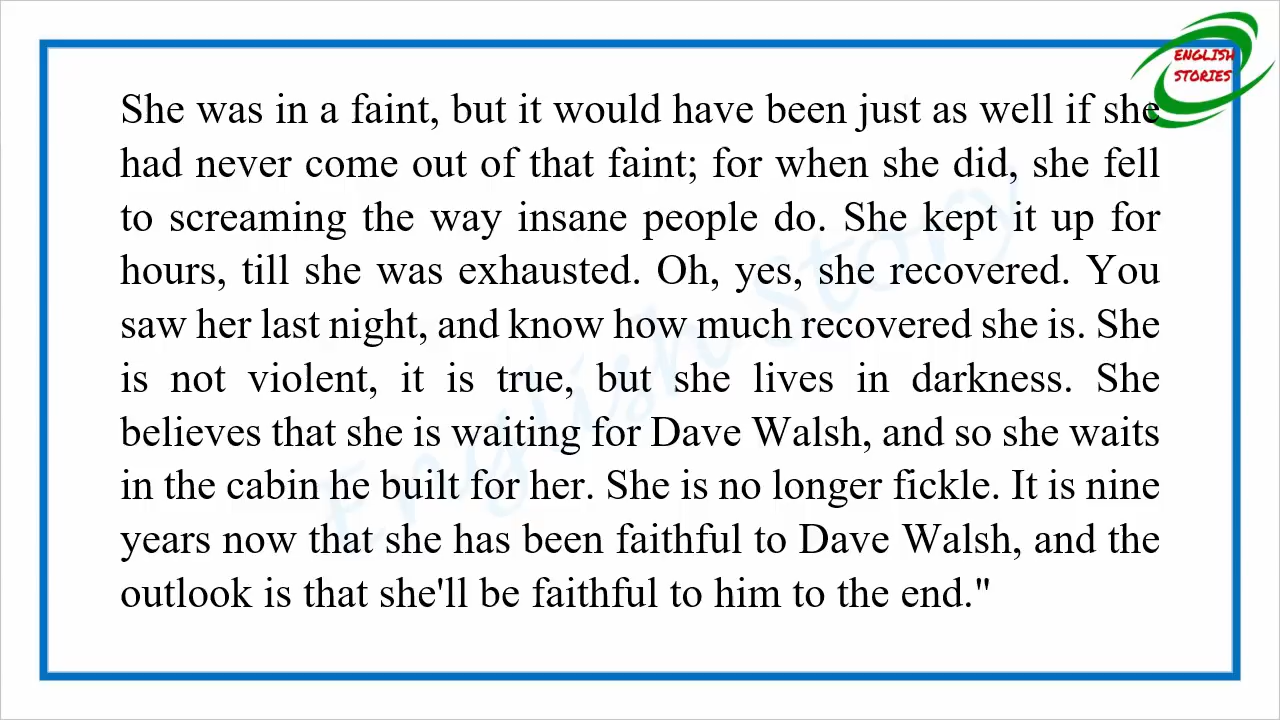 ENGLISH
STORIES
She was in a faint, but it would have been just as well if she
had never come out of that faint; for when she did, she fell
to screaming the way insane people do. She kept it up for
hours, till she was exhausted. Oh, yes, she recovered. You
saw her last night, and know how much recovered she is. She
is not violent, it is true, but she lives in darkness. She
believes that she is waiting for Dave Walsh, and so she waits
in the cabin he built for her. She is no longer fickle. It is nine
years now that she has been faithful to Dave Walsh, and the
outlook is that she'll be faithful to him to the end."
English Story